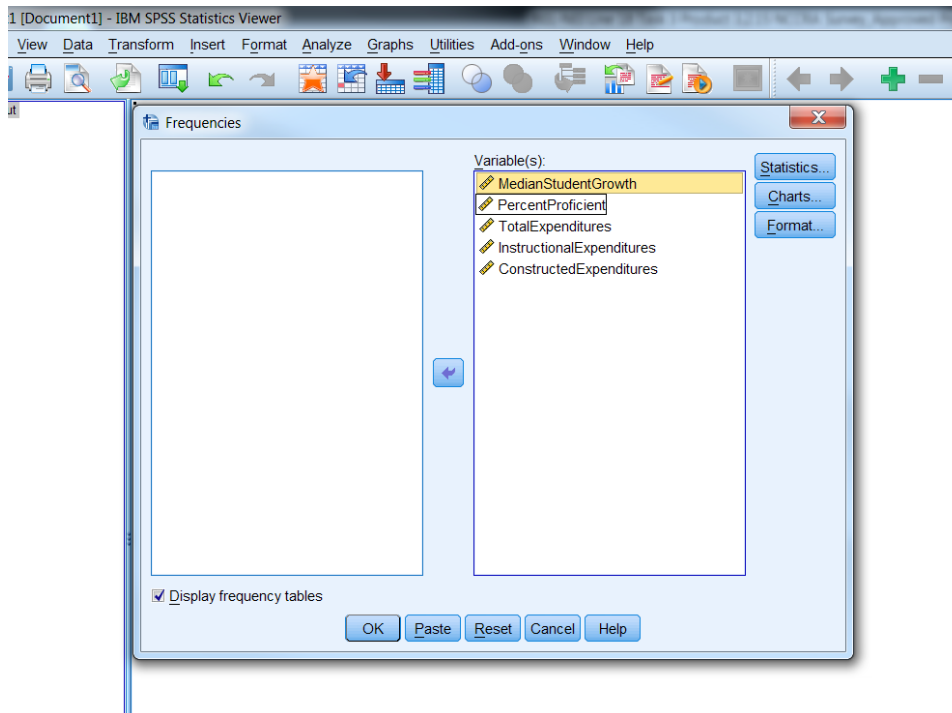 1 [Document1] - IBM SPSS Statistics Viewer
View Data Transform Insert Format Analyze Graphs Utilities Add-ons Window Help
ut
Frequencies
Variable(s):
MedianStudentGrowth
PercentProficient
TotalExpenditures
InstructionalExpenditures
ConstructedExpenditures
Statistics...
Charts...
Format...
Display frequency tables
OK Paste Reset Cancel Help